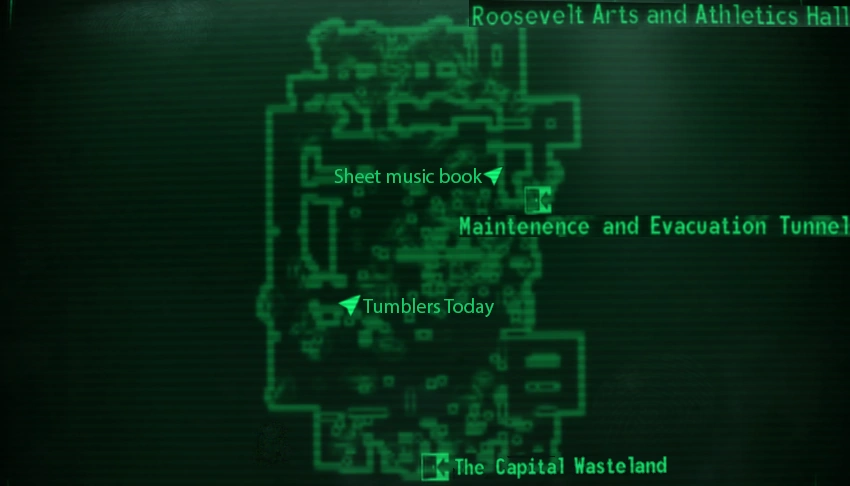 Roosevelt Arts and Athletics Hall
Sheet music book
Maintenence and Evacuation Tunnel
Tumblers Today
The Capital Wasteland